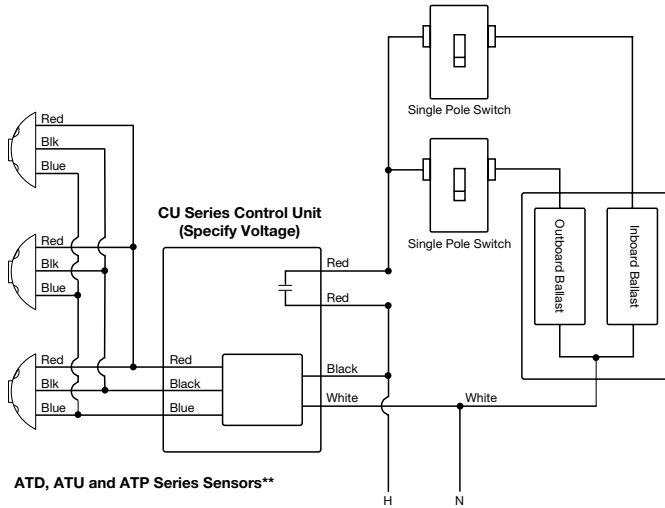 Single Pole Switch
Red
Blk
Blue
CU Series Control Unit
(Specify Voltage)
Single Pole Switch
Outboard Ballast
Inboard Ballast
Red
Blk
Blue
Red
Red
Red
Blk
Blue
Red
Black
Blue
Black
White
White
ATD, ATU and ATP Series Sensors**
H
N